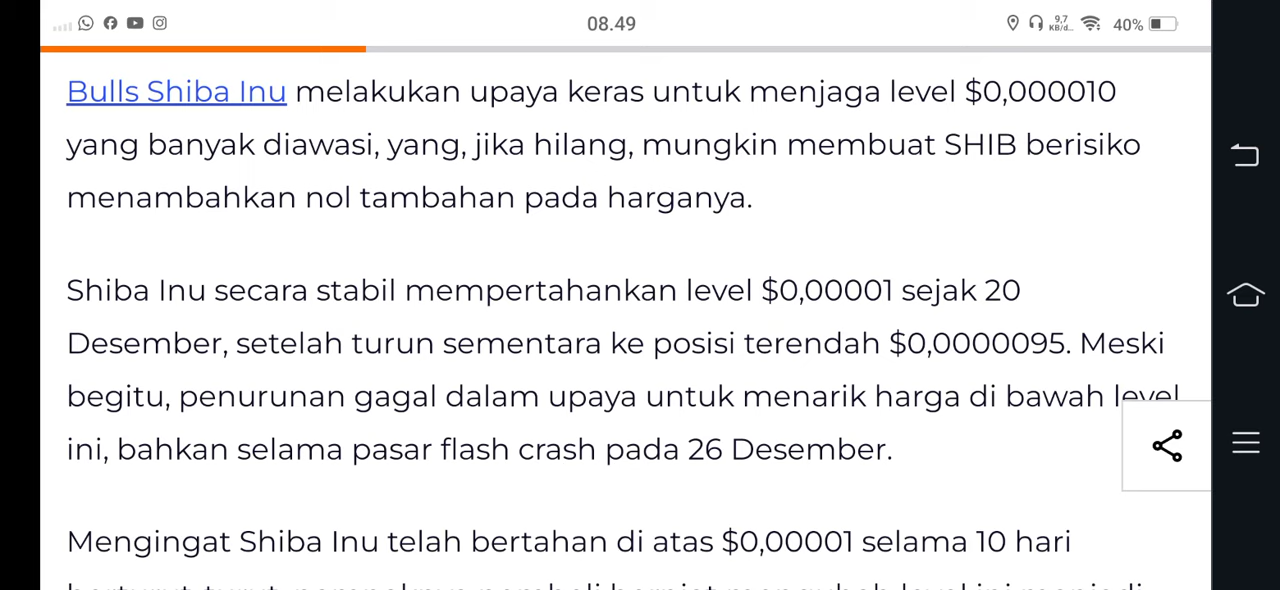 08.49
9,7
KB/d...
40%
Bulls Shiba Inu melakukan upaya keras untuk menjaga level $0,000010
yang banyak diawasi, yang, jika hilang, mungkin membuat SHIB berisiko
menambahkan nol tambahan pada harganya.
Shiba Inu secara stabil mempertahankan level $0,00001 sejak 20
Desember, setelah turun sementara ke posisi terendah $0,0000095. Meski
begitu, penurunan gagal dalam upaya untuk menarik harga di bawah level
ini, bahkan selama pasar flash crash pada 26 Desember.
Mengingat Shiba Inu telah bertahan di atas $0,00001 selama 10 hari